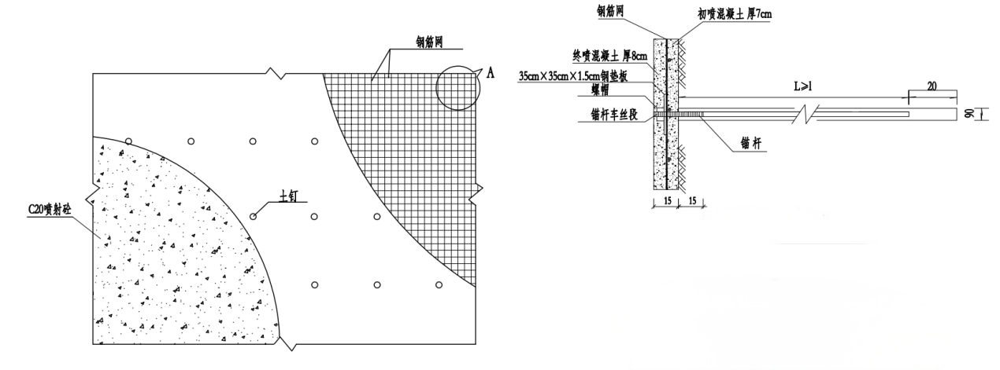 钢筋网
A
土钉
C20喷射砼
钢筋网
初喷混凝土 厚7cm
终喷混凝土 厚8cm
35cm×35cm×1.5cm钢垫板
螺帽
锚杆车丝段
L≥l
20
90
锚杆
15
15